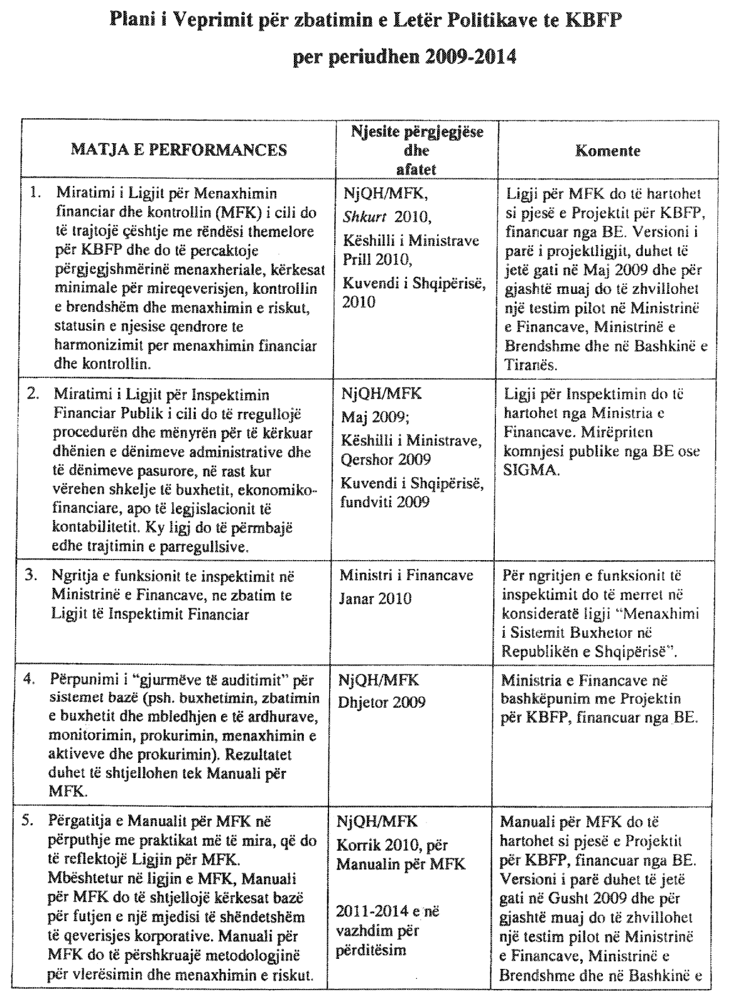 Plani i Veprimit për zbatimin e Letër Politikave te KBFP
per periudhen 2009-2014
MATJA E PERFORMANCES
Njesite përgjegjëse
dhe
afatet
Komente
1. Miratimi i Ligjit për Menaxhimin
financiar dhe kontrollin (MFK) i cili do
të trajtojë çështje me rëndësi themelore
për KBFP dhe do të percaktoje
përgjegjshmërinë menaxheriale, kërkesat
minimale për mireqeverisjen, kontrollin
e brendshëm dhe menaxhimin e riskut,
statusin e njesise qendrore te
harmonizimit per menaxhimin financiar
dhe kontrollin.
NjQH/MFK,
Shkurt 2010,
Këshilli i Ministrave
Prill 2010,
Kuvendi i Shqipërisë,
2010
Ligji për MFK do të hartohet
si pjesë e Projektit për KBFP,
financuar nga BE. Versioni i
parë i projektligjit, duhet të
jetë gati në Maj 2009 dhe për
gjashtë muaj do të zhvillohet
një testim pilot në Ministrinë
e Financave, Ministrinë e
Brendshme dhe në Bashkinë e
Tiranës.
2. Miratimi i Ligjit për Inspektimin
Financiar Publik i cili do të rregullojë
procedurën dhe mënyrën për të kërkuar
dhënien e dënimeve administrative dhe
të dënimeve pasurore, në rast kur
vërehen shkelje të buxhetit, ekonomiko-
financiare, apo të legjislacionit të
kontabilitetit. Ky ligj do të përmbajë
edhe trajtimin e parregullsive.
NjQH/MFK
Maj 2009;
Këshilli i Ministrave,
Qershor 2009
Kuvendi i Shqipërisë,
fundviti 2009
Ligji për Inspektimin do të
hartohet nga Ministria e
Financave. Mirëpriten
komnjesi publike nga BE ose
SIGMA.
3. Ngritja e funksionit te inspektimit në
Ministrinë e Financave, ne zbatim te
Ligjit të Inspektimit Financiar
Ministri i Financave
Janar 2010
Për ngritjen e funksionit të
inspektimit do të merret në
konsideratë ligji “Menaxhimi
i Sistemit Buxhetor në
Republikën e Shqipërisë”.
4. Përpunimi i “gjurmëve të auditimit” për
sistemet bazë (psh. buxhetimin, zbatimin
e buxhetit dhe mbledhjen e të ardhurave,
monitorimin, prokurimin, menaxhimin e
aktiveve dhe prokurimin). Rezultatet
duhet të shtjellohen tek Manuali për
MFK.
NjQH/MFK
Dhjetor 2009
Ministria e Financave në
bashkëpunim me Projektin
për KBFP, financuar nga BE.
5. Përgatitja e Manualit për MFK në
përputhje me praktikat më të mira, që do
të reflektojë Ligjin për MFK.
Mbështetur në ligjin e MFK, Manuali
për MFK do të shtjellojë kërkesat bazë
për futjen e një mjedisi të shëndetshëm
të qeverisjes korporative. Manuali për
MFK do të përshkruajë metodologjinë
për vlerësimin dhe menaxhimin e riskut.
NjQH/MFK
Korrik 2010, për
Manualin për MFK
2011-2014 e në
vazhdim për
përditësim
Manuali për MFK do të
hartohet si pjesë e Projektit
për KBFP, financuar nga BE.
Versioni i parë duhet të jetë
gati në Gusht 2009 dhe për
gjashtë muaj do të zhvillohet
një testim pilot në Ministrinë
e Financave, Ministrinë e
Brendshme dhe në Bashkinë e